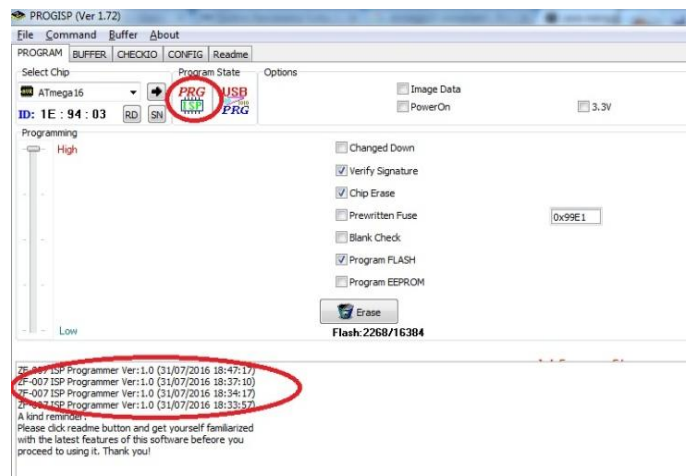 PROGISP (Ver 1.72)
File Command Buffer About
PROGRAM BUFFER CHECKIO CONFIG Readme
Select Chip Program State Options
ATmega16 PRG ISP USB PRG
Image Data
PowerOn 3.3V
ID: 1E : 94 : 03 RD SN
Programming
High
Changed Down
Verify Signature
Chip Erase
Prewritten Fuse 0x99E1
Blank Check
Program FLASH
Program EEPROM
Erase
Low
Flash:2268/16384
ZF-007 ISP Programmer Ver:1.0 (31/07/2016 18:47:17)
ZF-007 ISP Programmer Ver:1.0 (31/07/2016 18:37:10)
ZF-007 ISP Programmer Ver:1.0 (31/07/2016 18:34:17)
ZF-007 ISP Programmer Ver:1.0 (31/07/2016 18:33:57)
A kind reminder:
Please click readme button and get yourself familiarized
with the latest features of this software befeore you
proceed to using it. Thank you!